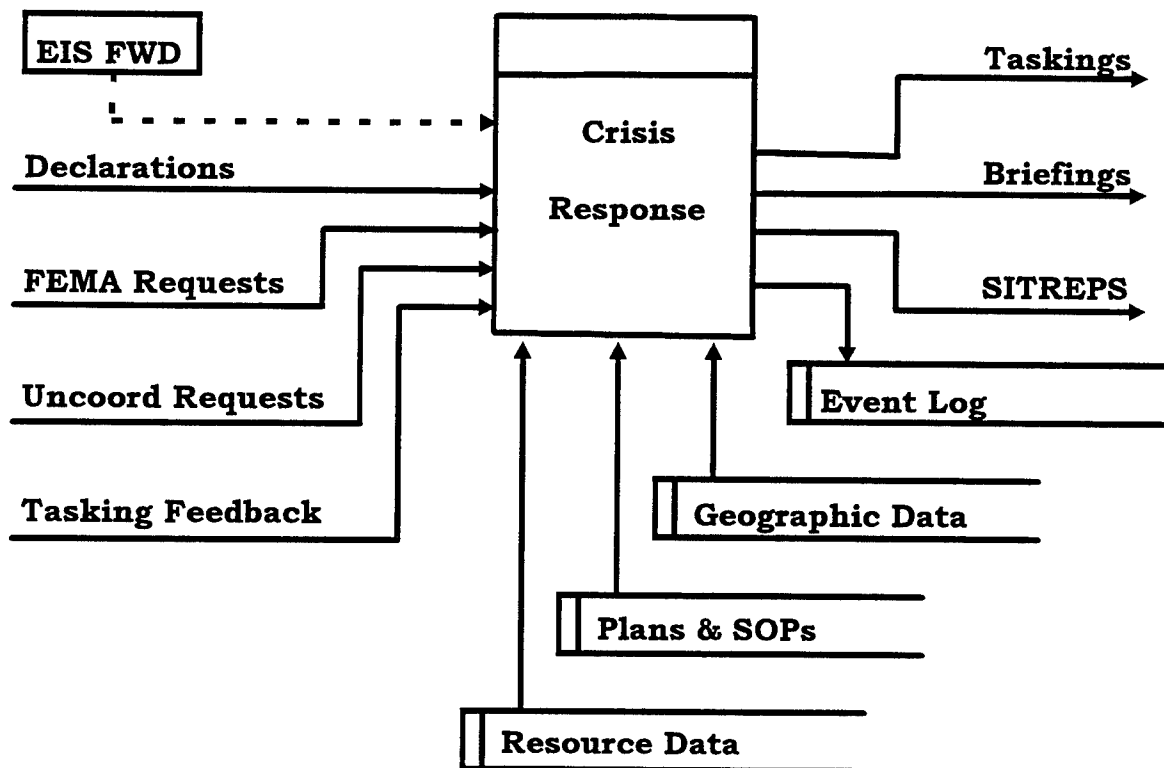 EIS FWD
Taskings
Crisis
Response
Declarations
Briefings
FEMA Requests
SITREPS
Uncoord Requests
Event Log
Tasking Feedback
Geographic Data
Plans & SOPs
Resource Data